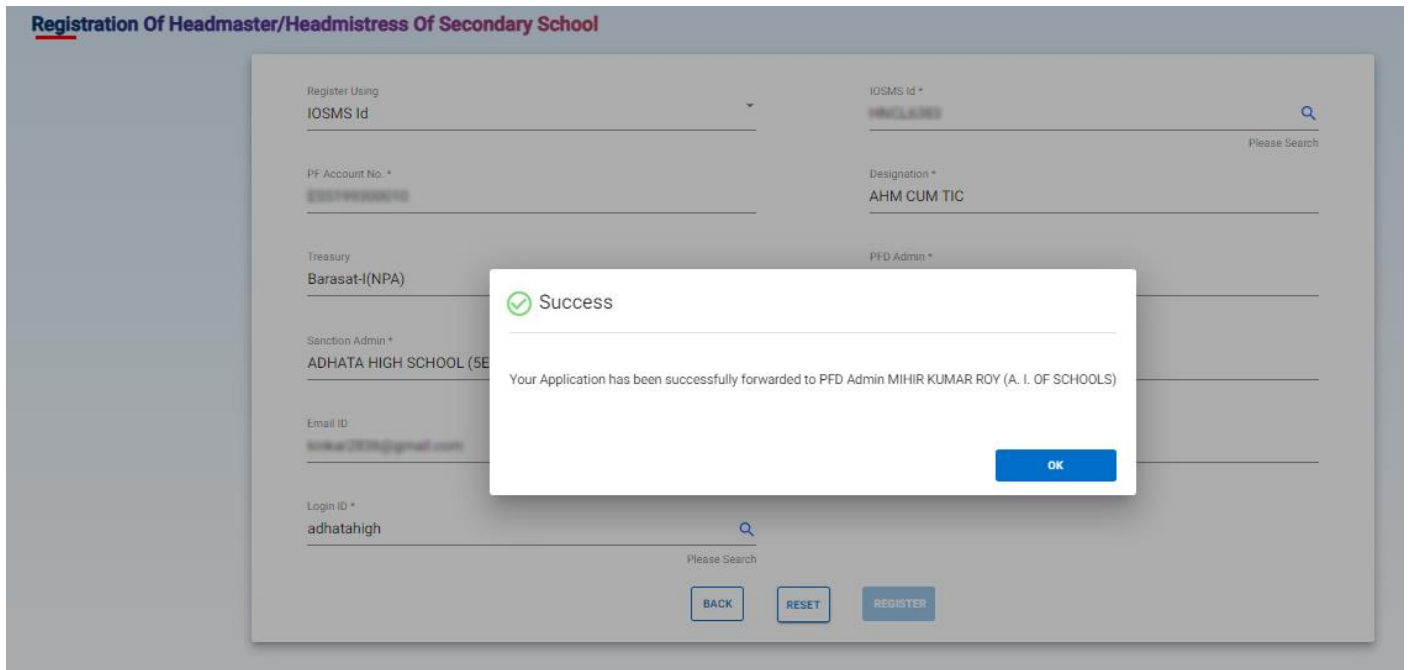 Registration Of Headmaster/Headmistress Of Secondary School
Register Using
IOSMS Id
IOSMS Id *
Please Search
PF Account No. *
Designation *
AHM CUM TIC
Treasury
Barasat-I(NPA)
PFD Admin *
Success
Sanction Admin *
ADHATA HIGH SCHOOL (5E
Your Application has been successfully forwarded to PFD Admin MIHIR KUMAR ROY (A. I. OF SCHOOLS)
Email ID
OK
Login ID *
adhatahigh
Please Search
BACK RESET REGISTER